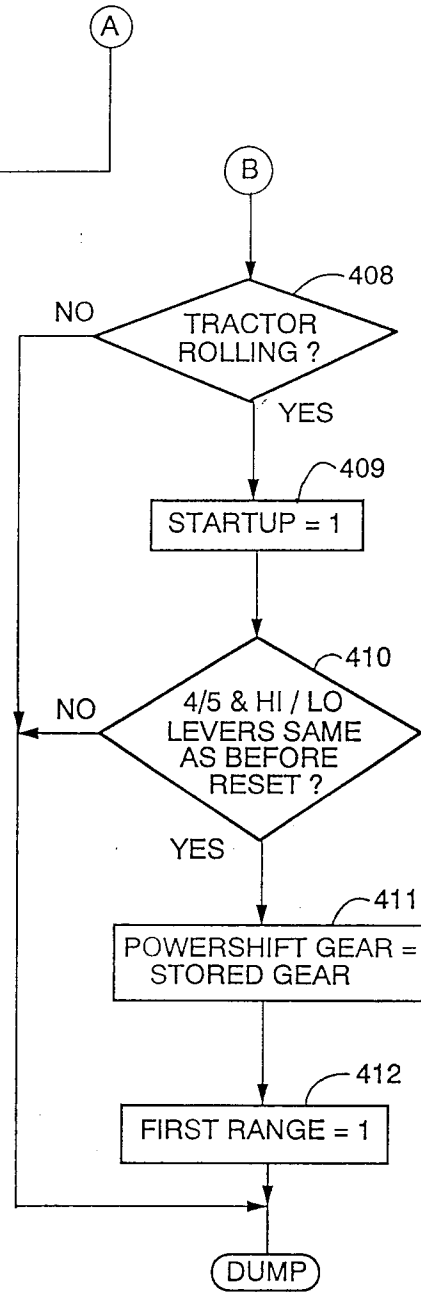 A
B
408
NO
TRACTOR
ROLLING ?
YES
409
STARTUP = 1
410
NO
4/5 & HI / LO
LEVERS SAME
AS BEFORE
RESET ?
YES
411
POWERSHIFT GEAR =
STORED GEAR
412
FIRST RANGE = 1
DUMP